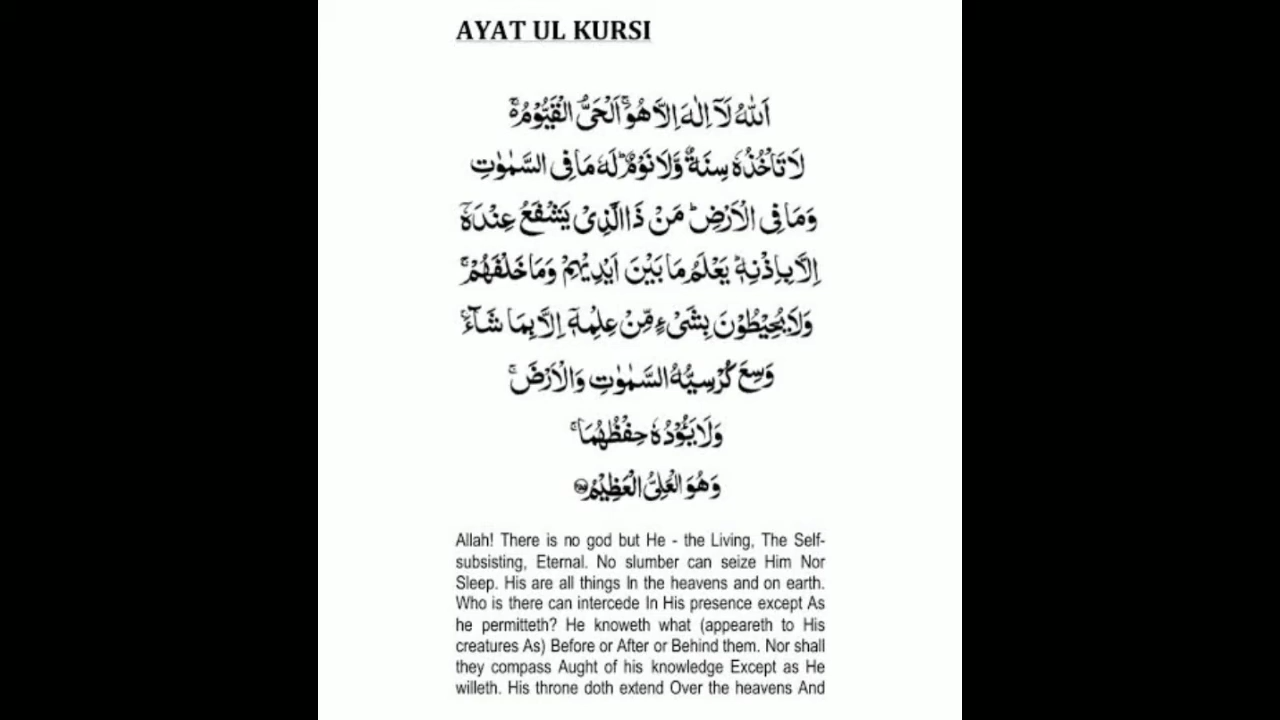 AYAT UL KURSI
اَللّٰهُ لَآ اِلٰهَ اِلَّا هُوَۚ اَلْحَىُّ الْقَيُّوْمُ ۚ
لَا تَاْخُذُهٗ سِنَةٌ وَّلَا نَوْمٌ ؕ لَهٗ مَا فِى السَّمٰوٰتِ
وَمَا فِى الْاَرْضِ ؕ مَنْ ذَا الَّذِىْ يَشْفَعُ عِنْدَهٗۤ
اِلَّا بِاِذْنِهٖ ؕ يَعْلَمُ مَا بَيْنَ اَيْدِيْهِمْ وَمَا خَلْفَهُمْ ۚ
وَلَا يُحِيْطُوْنَ بِشَىْءٍ مِّنْ عِلْمِهٖۤ اِلَّا بِمَا شَآءَ ۚ
وَسِعَ كُرْسِيُّهُ السَّمٰوٰتِ وَالْاَرْضَ ۚ
وَلَا يَـُٔوْدُهٗ حِفْظُهُمَا ۚ
وَهُوَ الْعَلِىُّ الْعَظِيْمُ
Allah! There is no god but He - the Living, The Self-
subsisting, Eternal. No slumber can seize Him Nor
Sleep. His are all things In the heavens and on earth.
Who is there can intercede In His presence except As
he permitteth? He knoweth what (appeareth to His
creatures As) Before or After or Behind them. Nor shall
they compass Aught of his knowledge Except as He
willeth. His throne doth extend Over the heavens And